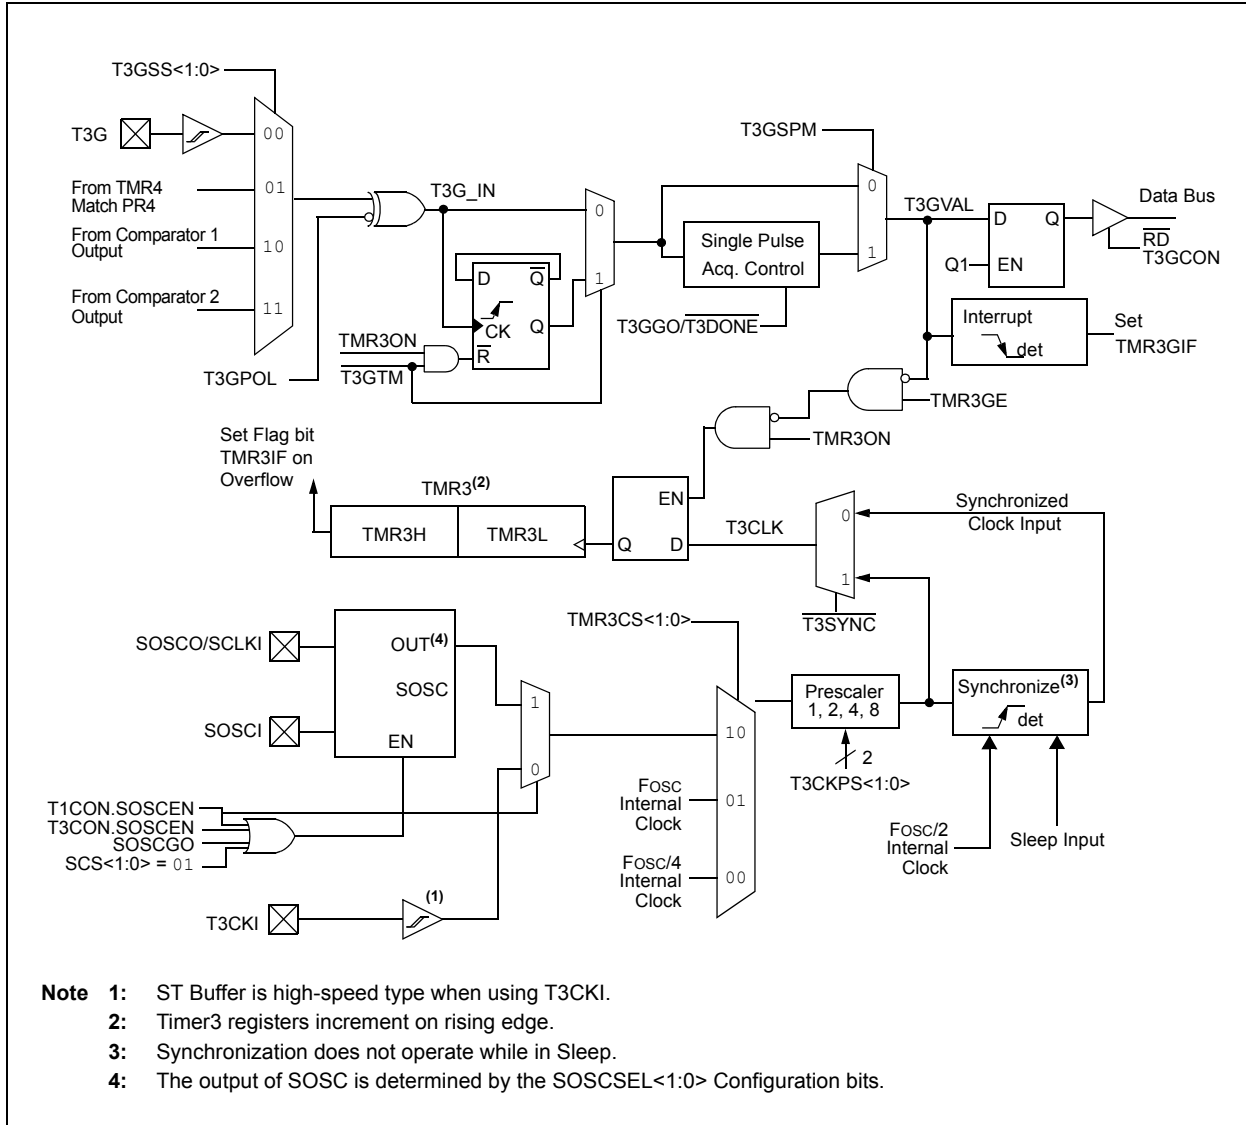 T3GSS<1:0>
T3G
00
From TMR4
Match PR4
01
From Comparator 1
Output
10
From Comparator 2
Output
11
T3GPOL
T3G_IN
0
1
D
Q
CK
Q
R
TMR3ON
T3GTM
T3GSPM
0
1
Single Pulse
Acq. Control
T3GGO/T3DONE
T3GVAL
D
Q
Q1
EN
Data Bus
RD
T3GCON
Interrupt
det
Set
TMR3GIF
TMR3GE
TMR3ON
Set Flag bit
TMR3IF on
Overflow
TMR3(2)
TMR3H
TMR3L
EN
Q
D
T3CLK
0
1
T3SYNC
Synchronized
Clock Input
SOSCO/SCLKI
OUT(4)
SOSC
SOSCI
EN
1
0
T1CON.SOSCEN
T3CON.SOSCEN
SOSCGO
SCS<1:0> = 01
T3CKI
(1)
TMR3CS<1:0>
10
FOSC
Internal
Clock
01
FOSC/4
Internal
Clock
00
Prescaler
1, 2, 4, 8
2
T3CKPS<1:0>
Synchronize(3)
det
FOSC/2
Internal
Clock
Sleep Input
Note 1: ST Buffer is high-speed type when using T3CKI.
2: Timer3 registers increment on rising edge.
3: Synchronization does not operate while in Sleep.
4: The output of SOSC is determined by the SOSCSEL<1:0> Configuration bits.